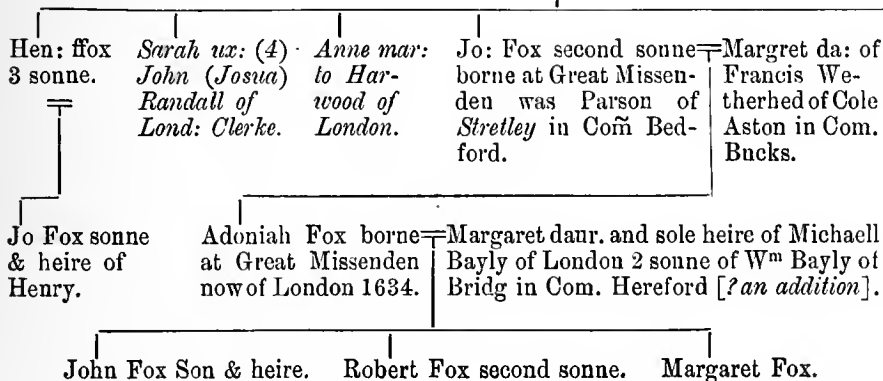 Hen: ffox
3 sonne.
Sarah ux: (4)
John (Josua)
Randall of
Lond: Clerke.
Anne mar:
to Har-
wood of
London.
Jo: Fox second sonne
borne at Great Missen-
den was Parson of
Stretley in Com̃ Bed-
ford.
Margret da: of
Francis We-
therhed of Cole
Aston in Com.
Bucks.
Jo Fox sonne
& heire of
Henry.
Adoniah Fox borne
at Great Missenden
now of London 1634.
Margaret danr. and sole heire of Michaell
Bayly of London 2 sonne of Wm Bayly of
Bridg in Com. Hereford [? an addition].
John Fox Son & heire.
Robert Fox second sonne.
Margaret Fox.